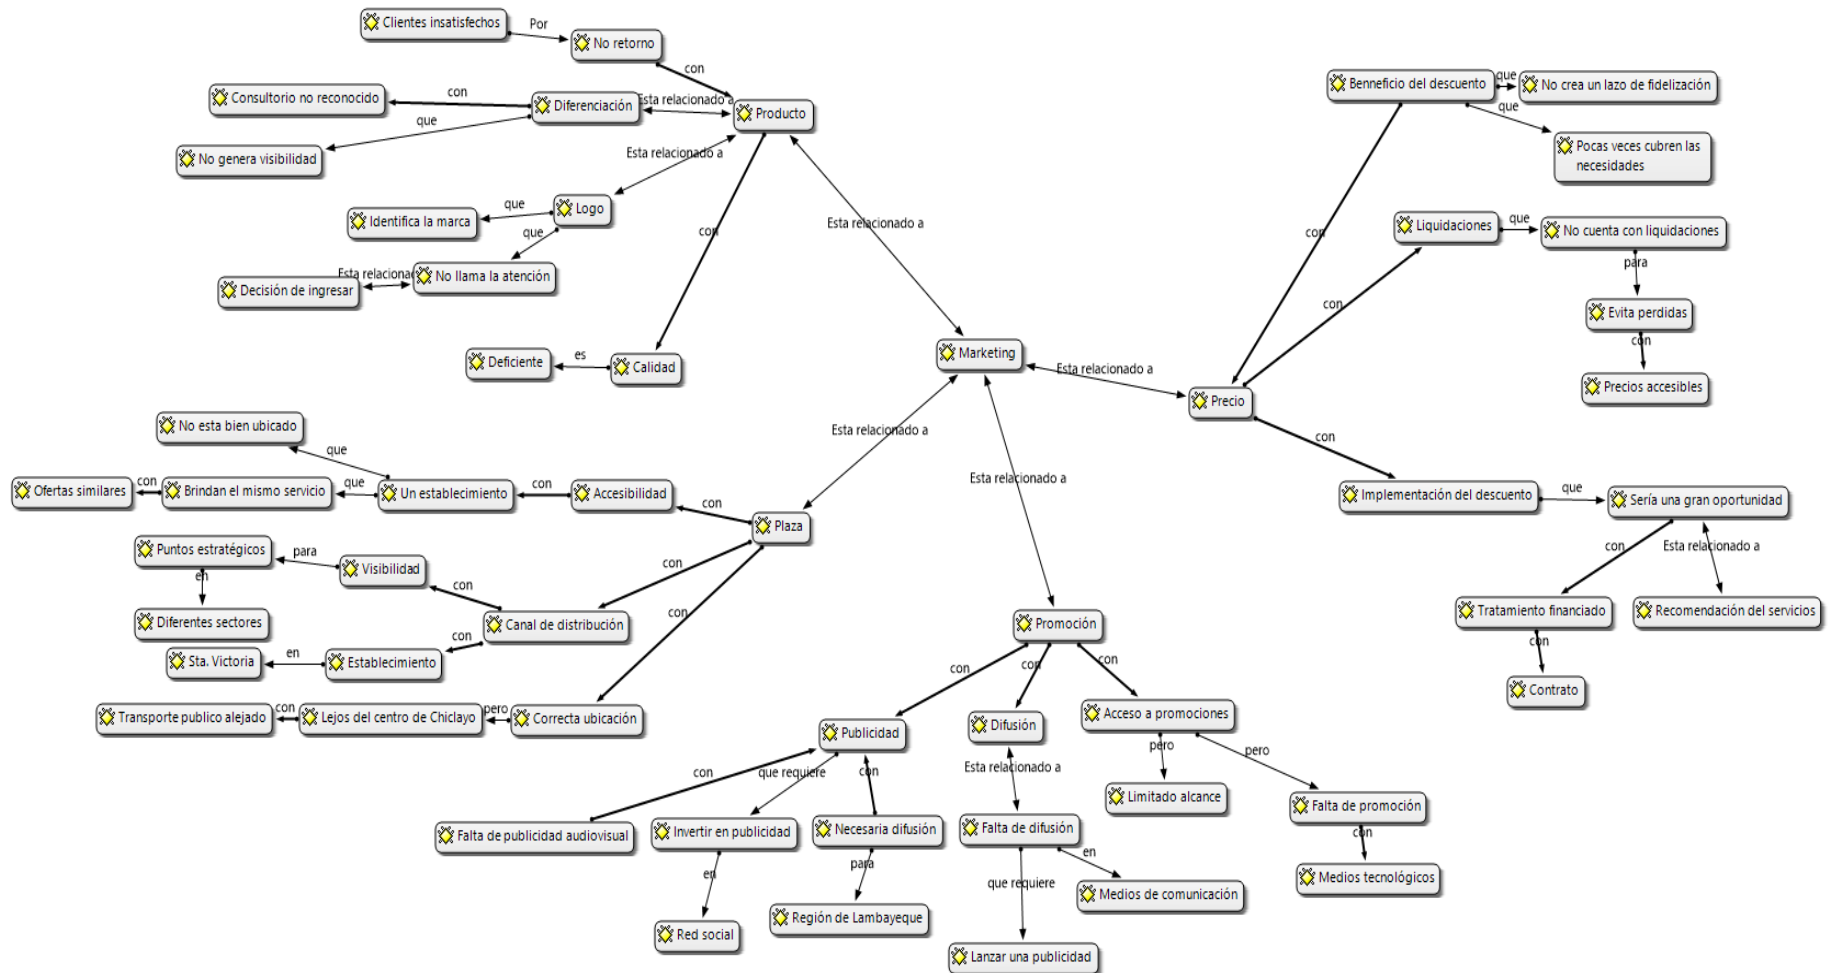 Clientes insatisfechos
Por
No retorno
con
Consultorio no reconocido
con
Diferenciación
Esta relacionado a
Producto
que
No genera visibilidad
Esta relacionado a
Logo
que
Identifica la marca
que
No llama la atención
Esta relacionad
Decisión de ingresar
con
Esta relacionado a
Deficiente
es
Calidad
Marketing
Esta relacionado a
Precio
Benneficio del descuento
que
No crea un lazo de fidelización
que
Pocas veces cubren las
necesidades
con
Liquidaciones
que
No cuenta con liquidaciones
para
con
Evita perdidas
con
Precios accesibles
con
Implementación del descuento
que
Sería una gran oportunidad
con
Esta relacionado a
Tratamiento financiado
Recomendación del servicios
con
Contrato
Esta relacionado a
No esta bien ubicado
que
Ofertas similares
con
Brindan el mismo servicio
que
Un establecimiento
con
Accesibilidad
con
Plaza
Puntos estratégicos
para
Visibilidad
con
en
con
Diferentes sectores
Canal de distribución
con
Sta. Victoria
en
Establecimiento
con
Transporte publico alejado
con
Lejos del centro de Chiclayo
pero
Correcta ubicación
Esta relacionado a
Promoción
con
con
con
Publicidad
Difusión
Acceso a promociones
con
que requiere
con
Esta relacionado a
pero
pero
Limitado alcance
Falta de publicidad audiovisual
Invertir en publicidad
Necesaria difusión
Falta de difusión
Falta de promoción
en
para
que requiere
en
con
Medios de comunicación
Medios tecnológicos
Red social
Región de Lambayeque
Lanzar una publicidad